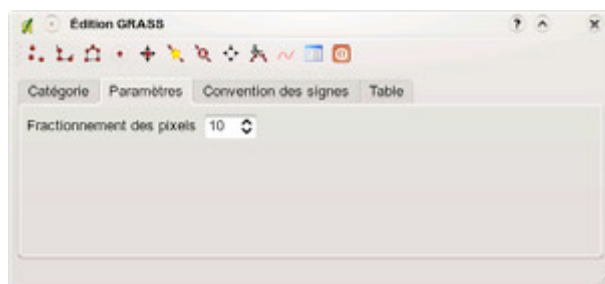 Édition GRASS
Catégorie Paramètres Convention des signes Table
Fractionnement des pixels 10